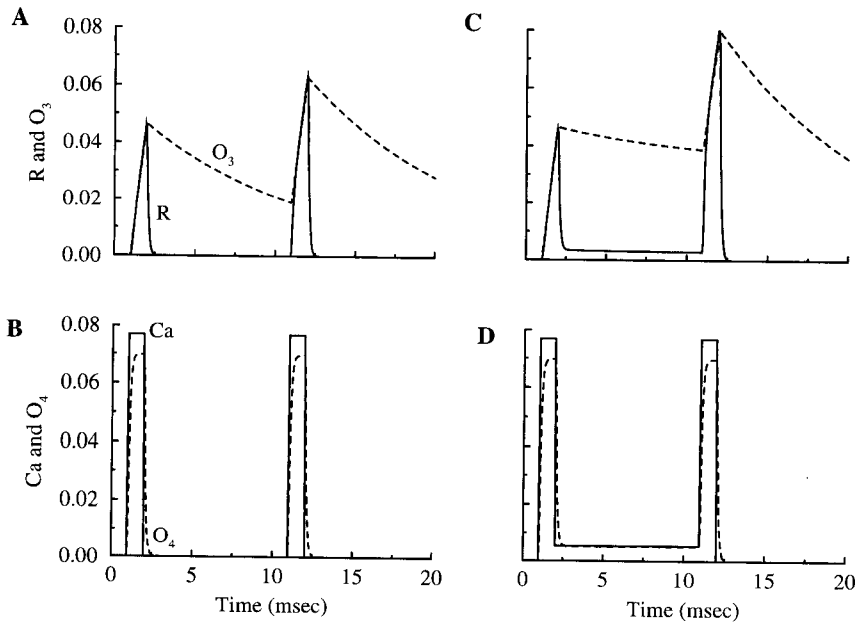 A
C
0.08
0.06
0.04
0.02
0.00
R and O₃
O₃
R
B
D
0.08
0.06
0.04
0.02
0.00
Ca and O₄
Ca
O₄
0 5 10 15 20
0 5 10 15 20
Time (msec)
Time (msec)